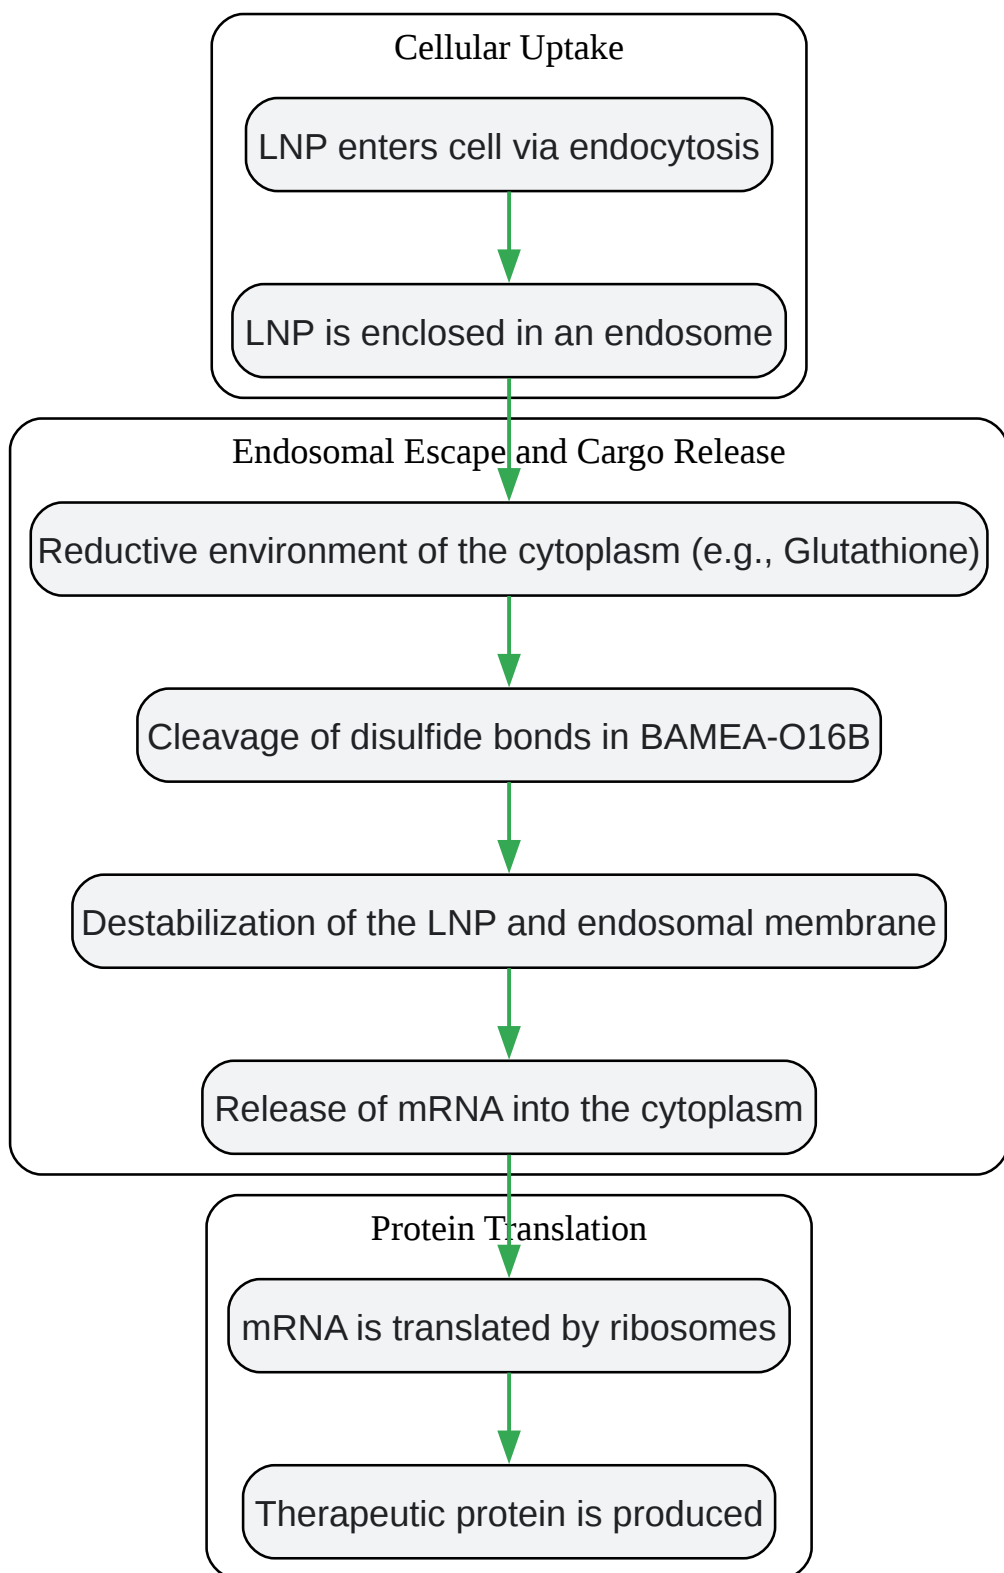 Cellular Uptake
LNP enters cell via endocytosis
LNP is enclosed in an endosome
Endosomal Escape and Cargo Release
Reductive environment of the cytoplasm (e.g., Glutathione)
Cleavage of disulfide bonds in BAMEA-O16B
Destabilization of the LNP and endosomal membrane
Release of mRNA into the cytoplasm
Protein Translation
mRNA is translated by ribosomes
Therapeutic protein is produced